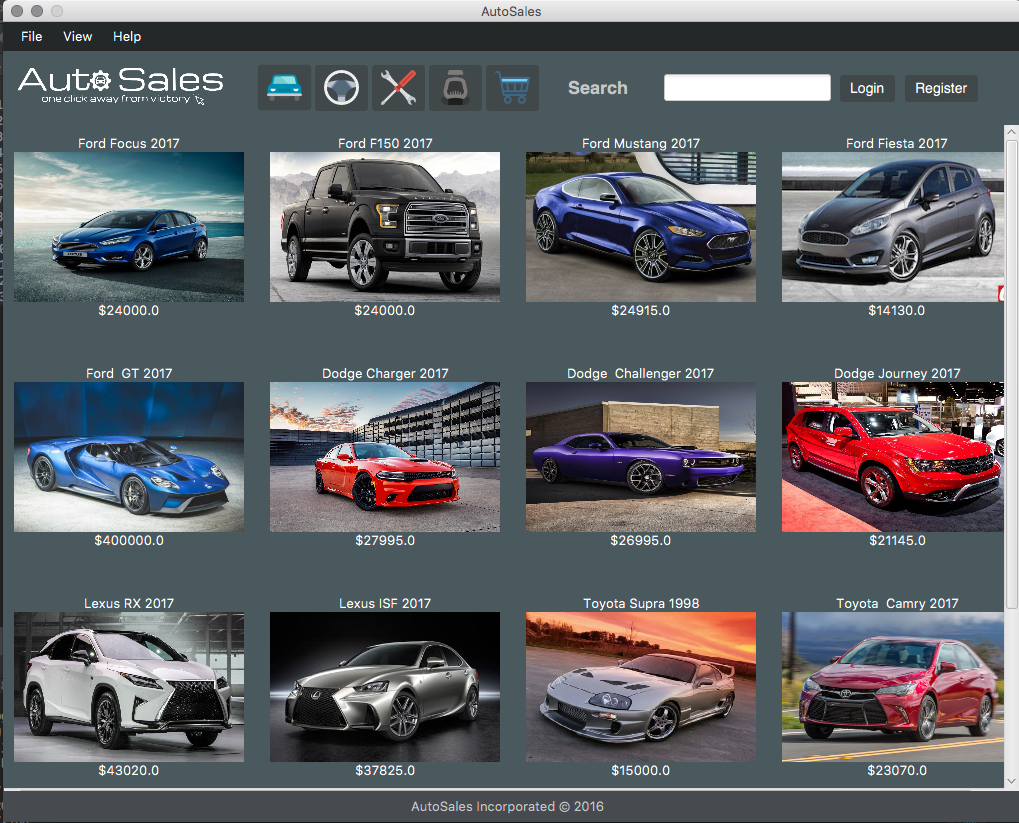 AutoSales
File View Help
Auto Sales
one click away from victory
Search
Login Register
Ford Focus 2017 Ford F150 2017 Ford Mustang 2017 Ford Fiesta 2017
$24000.0 $24000.0 $24915.0 $14130.0
Ford  GT 2017 Dodge Charger 2017 Dodge  Challenger 2017 Dodge Journey 2017
$400000.0 $27995.0 $26995.0 $21145.0
Lexus RX 2017 Lexus ISF 2017 Toyota Supra 1998 Toyota  Camry 2017
$43020.0 $37825.0 $15000.0 $23070.0
AutoSales Incorporated © 2016